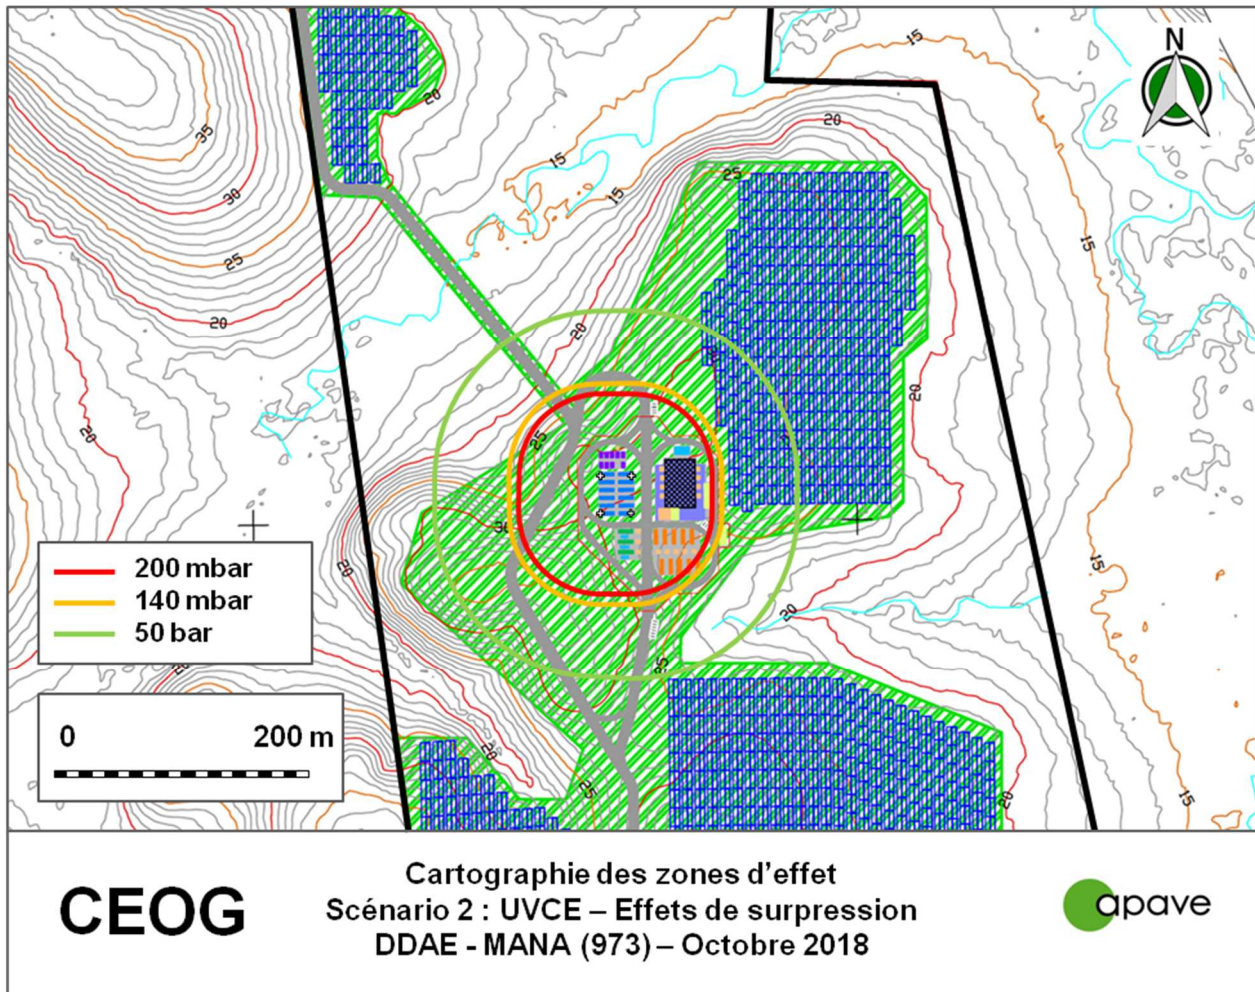 N
15
20
20
35
15
15
25
30
15
25
20
20
20
20
25
20
15
30
20
20
200 mbar
140 mbar
50 bar
20
25
0 200 m
20
25
20
15
CEOG
Cartographie des zones d'effet
Scénario 2 : UVCE – Effets de surpression
DDAE - MANA (973) – Octobre 2018
apave